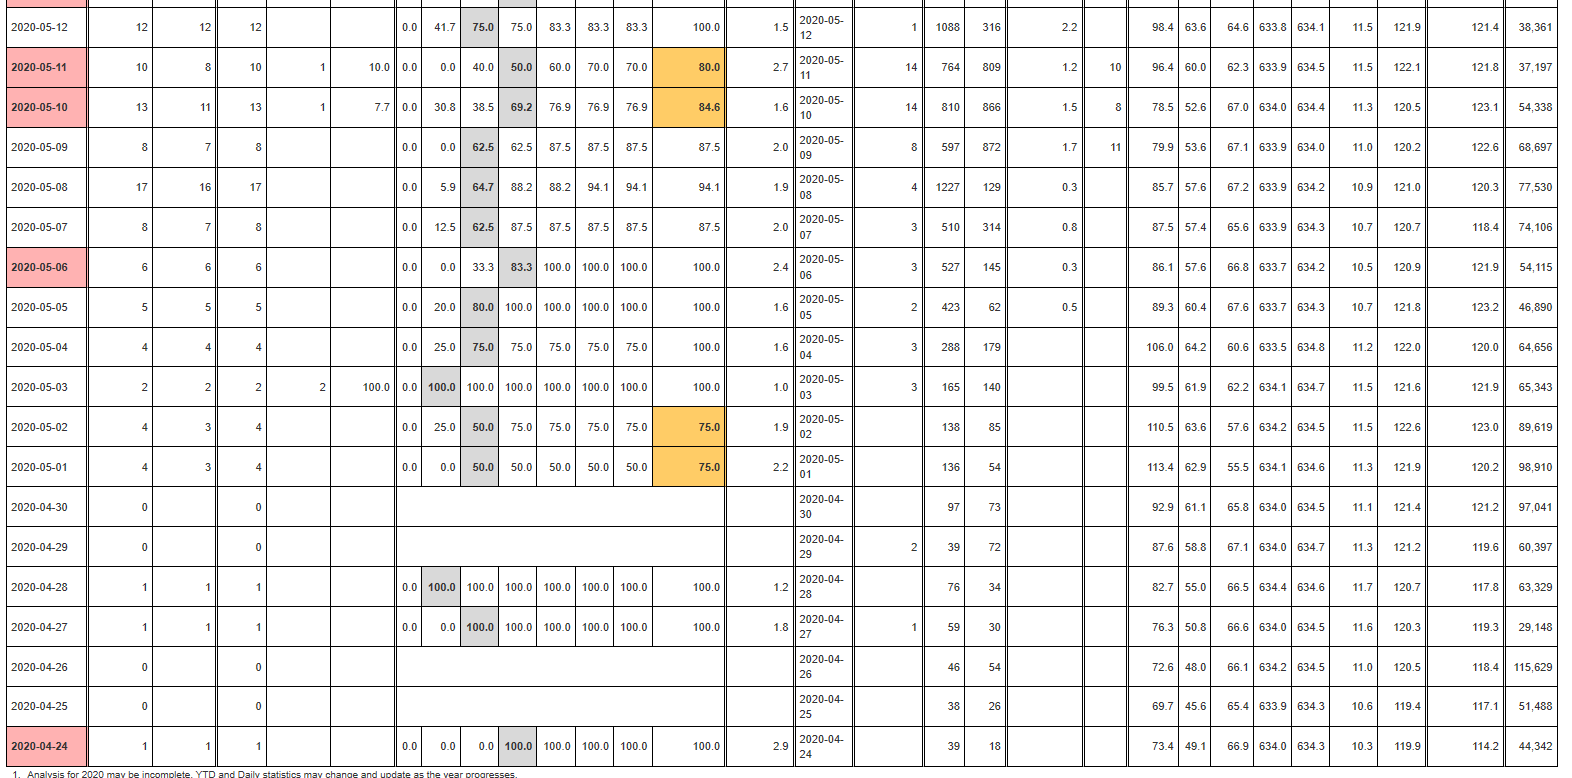 2020-05-12 12 12 12 0.0 41.7 75.0 75.0 83.3 83.3 83.3 100.0 1.5 2020-05-12 1 1088 316 2.2 98.4 63.6 64.6 633.8 634.1 11.5 121.9 121.4 38,361
2020-05-11 10 8 10 1 10.0 0.0 0.0 40.0 50.0 60.0 70.0 70.0 80.0 2.7 2020-05-11 14 764 809 1.2 10 96.4 60.0 62.3 633.9 634.5 11.5 122.1 121.8 37,197
2020-05-10 13 11 13 1 7.7 0.0 30.8 38.5 69.2 76.9 76.9 76.9 84.6 1.6 2020-05-10 14 810 866 1.5 8 78.5 52.6 67.0 634.0 634.4 11.3 120.5 123.1 54,338
2020-05-09 8 7 8 0.0 0.0 62.5 62.5 87.5 87.5 87.5 87.5 2.0 2020-05-09 8 597 872 1.7 11 79.9 53.6 67.1 633.9 634.0 11.0 120.2 122.6 68,697
2020-05-08 17 16 17 0.0 5.9 64.7 88.2 88.2 94.1 94.1 94.1 1.9 2020-05-08 4 1227 129 0.3 85.7 57.6 67.2 633.9 634.2 10.9 121.0 120.3 77,530
2020-05-07 8 7 8 0.0 12.5 62.5 87.5 87.5 87.5 87.5 87.5 2.0 2020-05-07 3 510 314 0.8 87.5 57.4 65.6 633.9 634.3 10.7 120.7 118.4 74,106
2020-05-06 6 6 6 0.0 0.0 33.3 83.3 100.0 100.0 100.0 100.0 2.4 2020-05-06 3 527 145 0.3 86.1 57.6 66.8 633.7 634.2 10.5 120.9 121.9 54,115
2020-05-05 5 5 5 0.0 20.0 80.0 100.0 100.0 100.0 100.0 100.0 1.6 2020-05-05 2 423 62 0.5 89.3 60.4 67.6 633.7 634.3 10.7 121.8 123.2 46,890
2020-05-04 4 4 4 0.0 25.0 75.0 75.0 75.0 75.0 75.0 100.0 1.6 2020-05-04 3 288 179 106.0 64.2 60.6 633.5 634.8 11.2 122.0 120.0 64,656
2020-05-03 2 2 2 2 100.0 0.0 100.0 100.0 100.0 100.0 100.0 100.0 100.0 1.0 2020-05-03 3 165 140 99.5 61.9 62.2 634.1 634.7 11.5 121.6 121.9 65,343
2020-05-02 4 3 4 0.0 25.0 50.0 75.0 75.0 75.0 75.0 75.0 1.9 2020-05-02 138 85 110.5 63.6 57.6 634.2 634.5 11.5 122.6 123.0 89,619
2020-05-01 4 3 4 0.0 0.0 50.0 50.0 50.0 50.0 50.0 75.0 2.2 2020-05-01 136 54 113.4 62.9 55.5 634.1 634.6 11.3 121.9 120.2 98,910
2020-04-30 0 0 2020-04-30 97 73 92.9 61.1 65.8 634.0 634.5 11.1 121.4 121.2 97,041
2020-04-29 0 0 2020-04-29 2 39 72 87.6 58.8 67.1 634.0 634.7 11.3 121.2 119.6 60,397
2020-04-28 1 1 1 0.0 100.0 100.0 100.0 100.0 100.0 100.0 100.0 1.2 2020-04-28 76 34 82.7 55.0 66.5 634.4 634.6 11.7 120.7 117.8 63,329
2020-04-27 1 1 1 0.0 0.0 100.0 100.0 100.0 100.0 100.0 100.0 1.8 2020-04-27 1 59 30 76.3 50.8 66.6 634.0 634.5 11.6 120.3 119.3 29,148
2020-04-26 0 0 2020-04-26 46 54 72.6 48.0 66.1 634.2 634.5 11.0 120.5 118.4 115,629
2020-04-25 0 0 2020-04-25 38 26 69.7 45.6 65.4 633.9 634.3 10.6 119.4 117.1 51,488
2020-04-24 1 1 1 0.0 0.0 0.0 100.0 100.0 100.0 100.0 100.0 2.9 2020-04-24 39 18 73.4 49.1 66.9 634.0 634.3 10.3 119.9 114.2 44,342
1. Analysis for 2020 may be incomplete. YTD and Daily statistics may change and update as the year progresses.